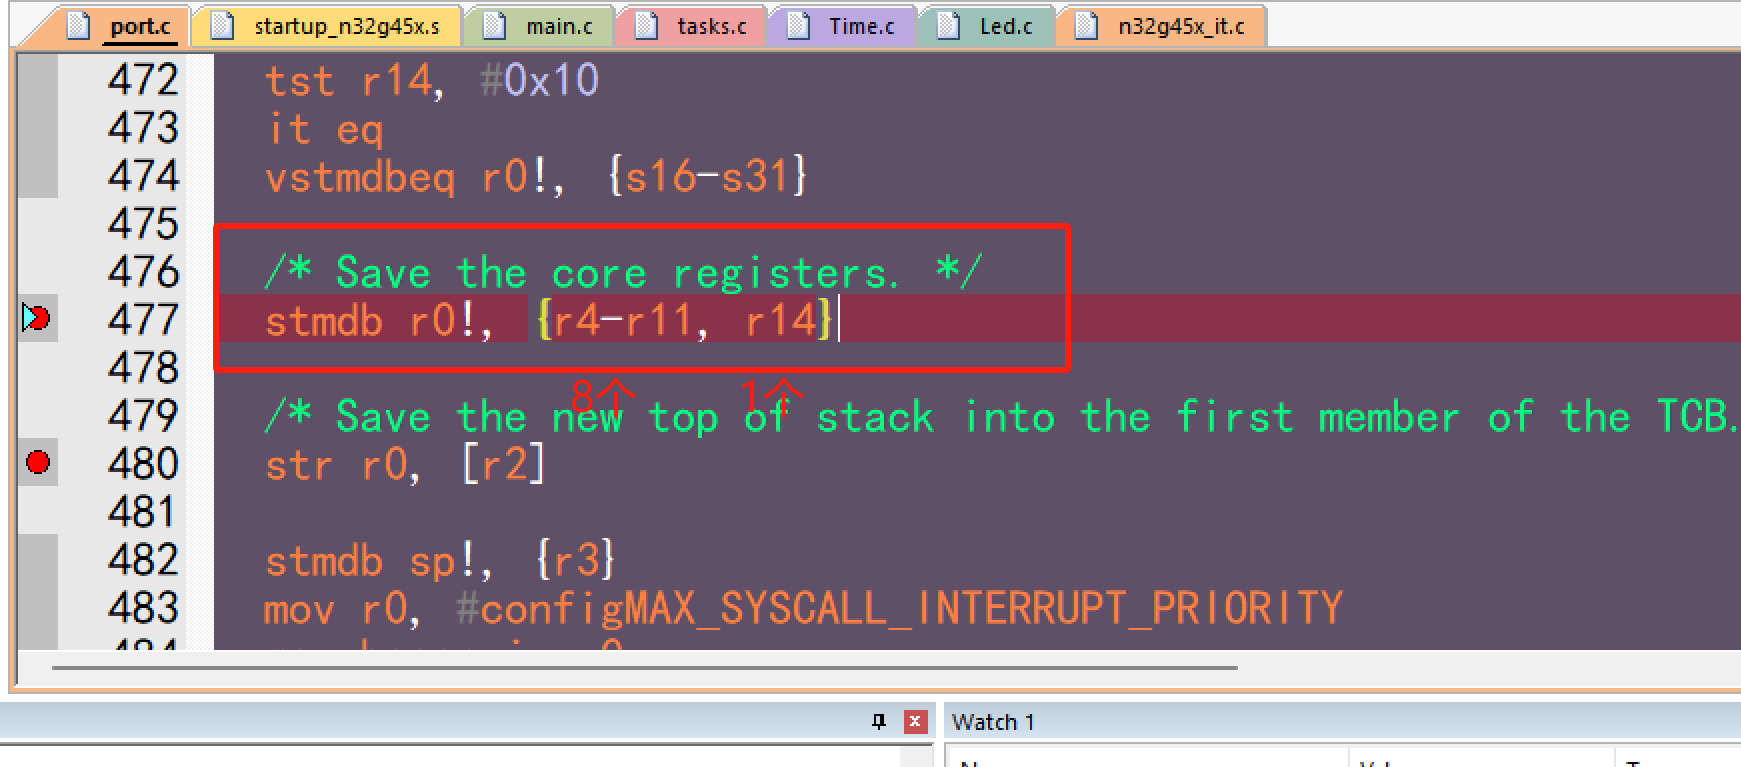 port.c startup_n32g45x.s main.c tasks.c Time.c Led.c n32g45x_it.c
472 tst r14, #0x10
473 it eq
474 vstmdbeq r0!, {s16-s31}
475
476 /* Save the core registers. */
477 stmdb r0!, {r4-r11, r14}
478
8个 1个
479 /* Save the new top of stack into the first member of the TCB.
480 str r0, [r2]
481
482 stmdb sp!, {r3}
483 mov r0, #configMAX_SYSCALL_INTERRUPT_PRIORITY
Watch 1